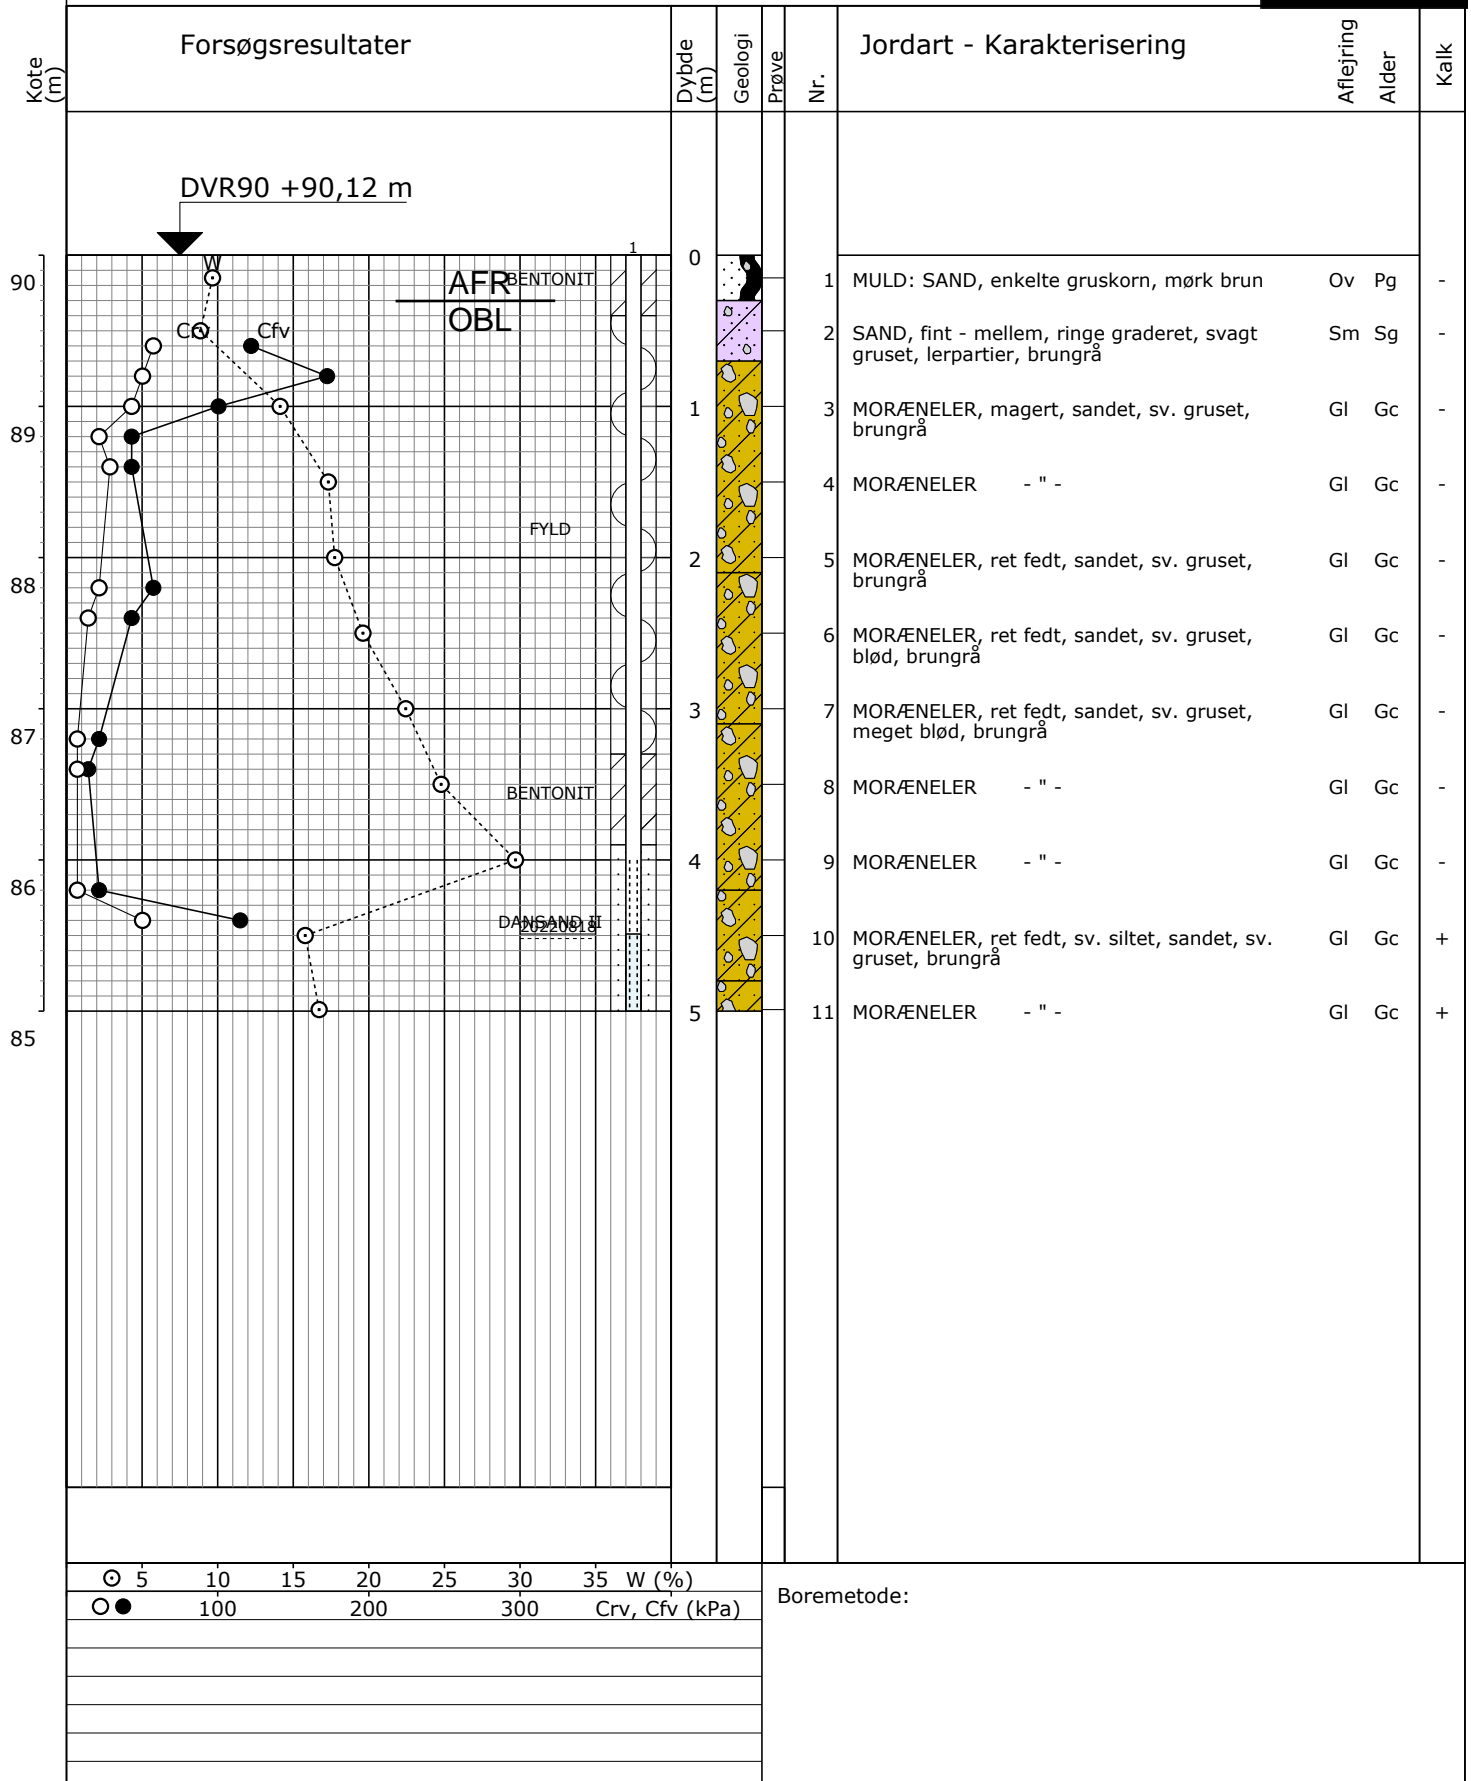 Forsøgsresultater
Kote
(m)
Dybde
(m)
Geologi
Prøve
Nr.
Jordart - Karakterisering
Aflejring
Alder
Kalk
DVR90 +90,12 m
1
W
90
AFR
BENTONIT
OBL
0
1 MULD: SAND, enkelte gruskorn, mørk brun Ov Pg -
Crv
Cfv
2 SAND, fint - mellem, ringe graderet, svagt Sm Sg -
gruset, lerpartier, brungrå
89
1
3 MORÆNELER, magert, sandet, sv. gruset, Gl Gc -
brungrå
4 MORÆNELER - " - Gl Gc -
FYLD
88
2
5 MORÆNELER, ret fedt, sandet, sv. gruset, Gl Gc -
brungrå
6 MORÆNELER, ret fedt, sandet, sv. gruset, Gl Gc -
blød, brungrå
87
3
7 MORÆNELER, ret fedt, sandet, sv. gruset, Gl Gc -
meget blød, brungrå
BENTONIT
8 MORÆNELER - " - Gl Gc -
86
4
9 MORÆNELER - " - Gl Gc -
DANSAND II
20220818
10 MORÆNELER, ret fedt, sv. siltet, sandet, sv. Gl Gc +
gruset, brungrå
85
5
11 MORÆNELER - " - Gl Gc +
5 10 15 20 25 30 35 W (%)
100 200 300 Crv, Cfv (kPa)
Boremetode: